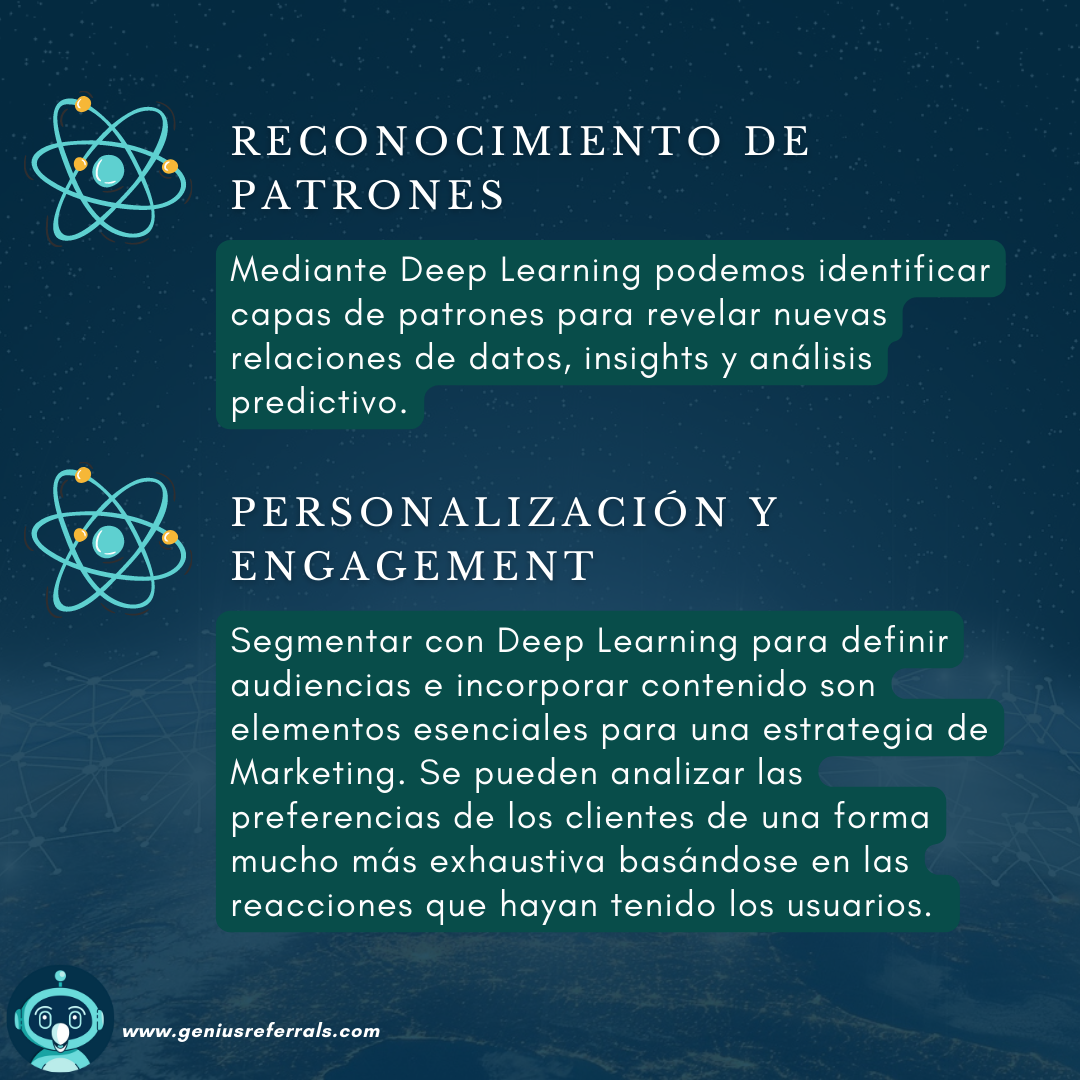 RECONOCIMIENTO DE
PATRONES
Mediante Deep Learning podemos identificar
capas de patrones para revelar nuevas
relaciones de datos, insights y análisis
predictivo.
PERSONALIZACIÓN Y
ENGAGEMENT
Segmentar con Deep Learning para definir
audiencias e incorporar contenido son
elementos esenciales para una estrategia de
Marketing. Se pueden analizar las
preferencias de los clientes de una forma
mucho más exhaustiva basándose en las
reacciones que hayan tenido los usuarios.
www.geniusreferrals.com